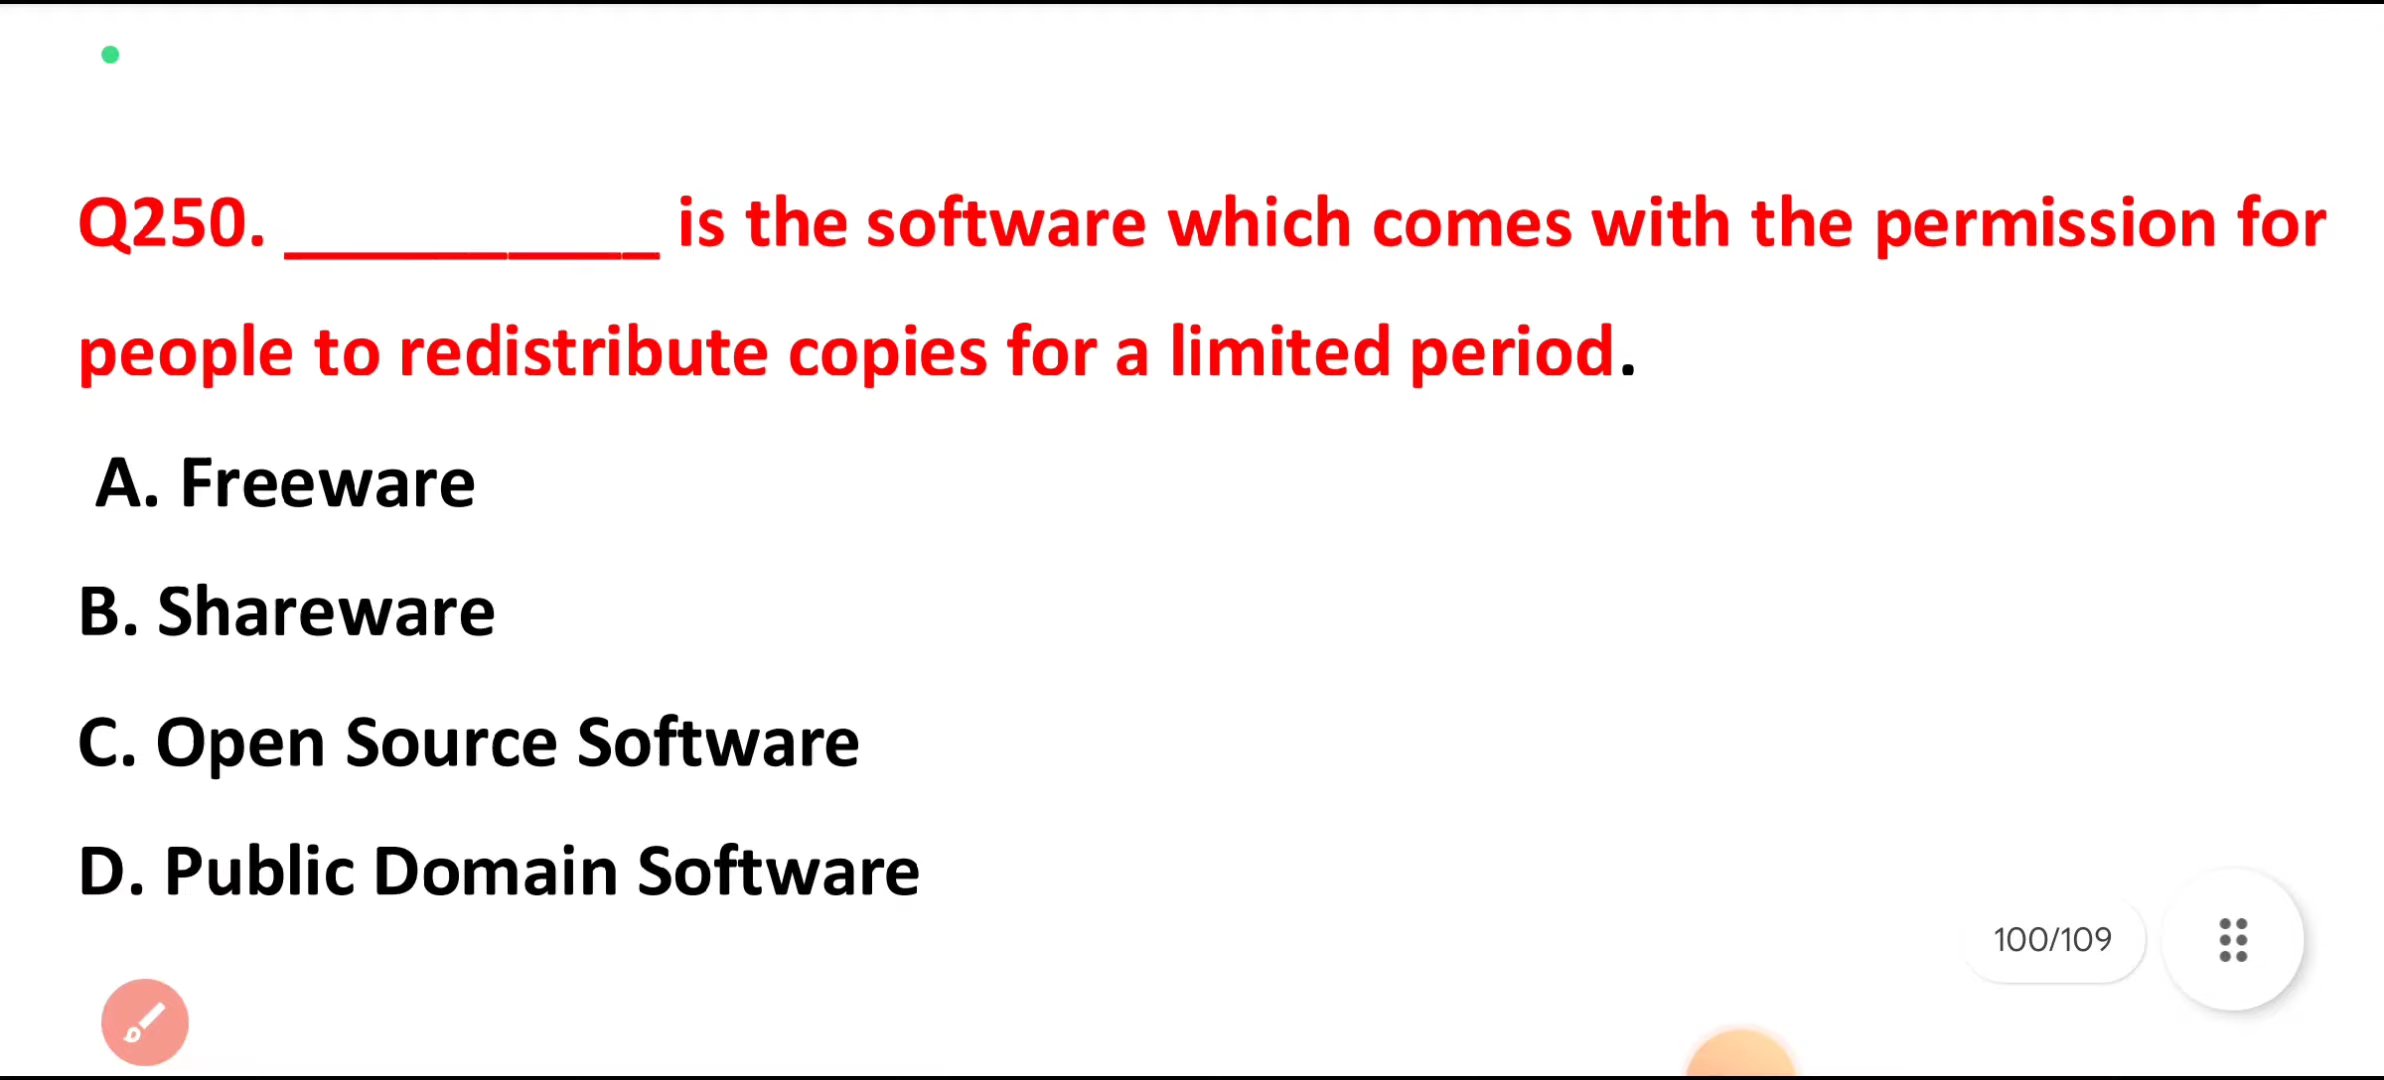 Q250. __________ is the software which comes with the permission for
people to redistribute copies for a limited period.
A. Freeware
B. Shareware
C. Open Source Software
D. Public Domain Software
100/109